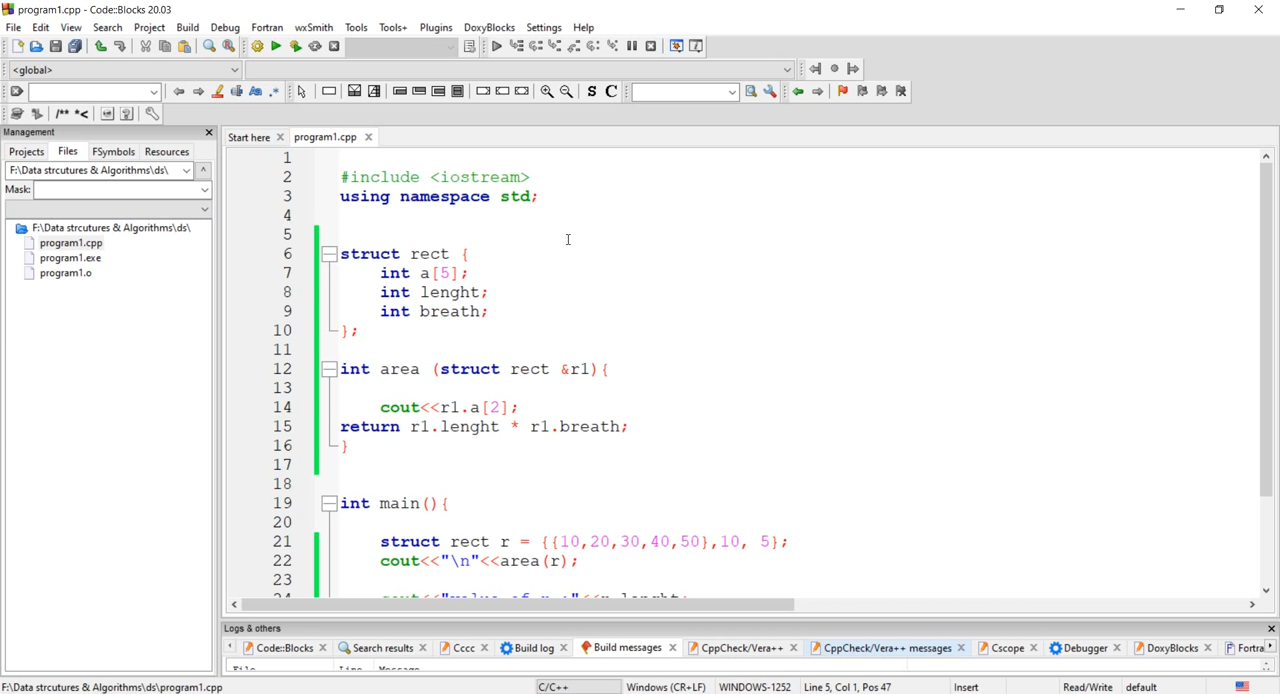 program1.cpp - Code::Blocks 20.03
File Edit View Search Project Build Debug Fortran wxSmith Tools Tools+ Plugins DoxyBlocks Settings Help
<global>
/** *< 
S C
Management
Projects Files FSymbols Resources
F:\Data strcutures & Algorithms\ds\
Mask:
F:\Data strcutures & Algorithms\ds\
program1.cpp
program1.exe
program1.o
Start here program1.cpp
1
2 #include <iostream>
3 using namespace std;
4
5
6 struct rect {
7 int a[5];
8 int lenght;
9 int breath;
10 };
11
12 int area (struct rect &r1){
13
14 cout<<r1.a[2];
15 return r1.lenght * r1.breath;
16 }
17
18
19 int main(){
20
21 struct rect r = {{10,20,30,40,50},10, 5};
22 cout<<"\n"<<area(r);
23
Logs & others
Code::Blocks Search results Cccc Build log Build messages CppCheck/Vera++ CppCheck/Vera++ messages Cscope Debugger DoxyBlocks Fortra
File Line Message
F:\Data strcutures & Algorithms\ds\program1.cpp C/C++ Windows (CR+LF) WINDOWS-1252 Line 5, Col 1, Pos 47 Insert Read/Write default